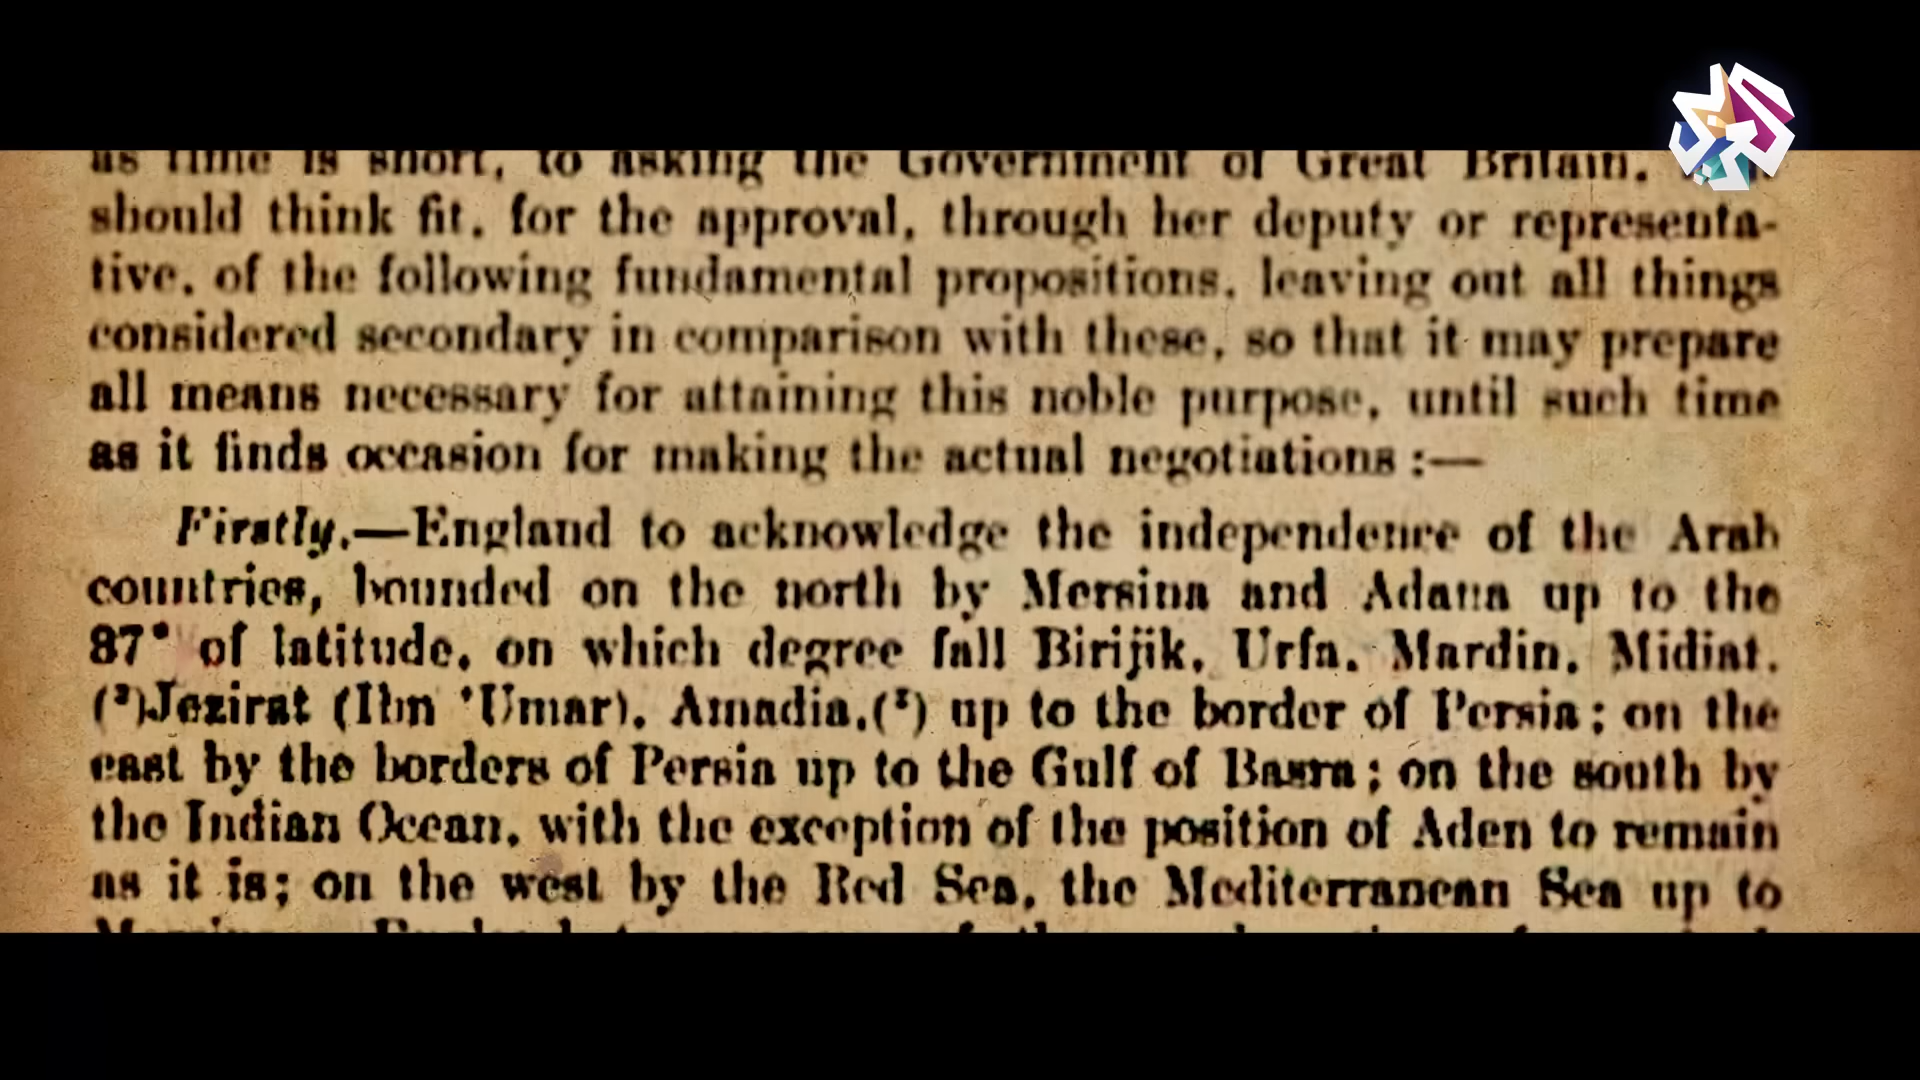 as time is short, to asking the Government of Great Britain,
should think fit, for the approval, through her deputy or representa-
tive, of the following fundamental propositions, leaving out all things
considered secondary in comparison with these, so that it may prepare
all means necessary for attaining this noble purpose, until such time
as it finds occasion for making the actual negotiations :—
Firstly.—England to acknowledge the independence of the Arab
countries, bounded on the north by Mersina and Adana up to the
37° of latitude, on which degree fall Birijik, Urfa, Mardin, Midiat,
(²)Jezirat (Ibn 'Umar), Amadia,(¹) up to the border of Persia; on the
east by the borders of Persia up to the Gulf of Basra; on the south by
the Indian Ocean, with the exception of the position of Aden to remain
as it is; on the west by the Red Sea, the Mediterranean Sea up to